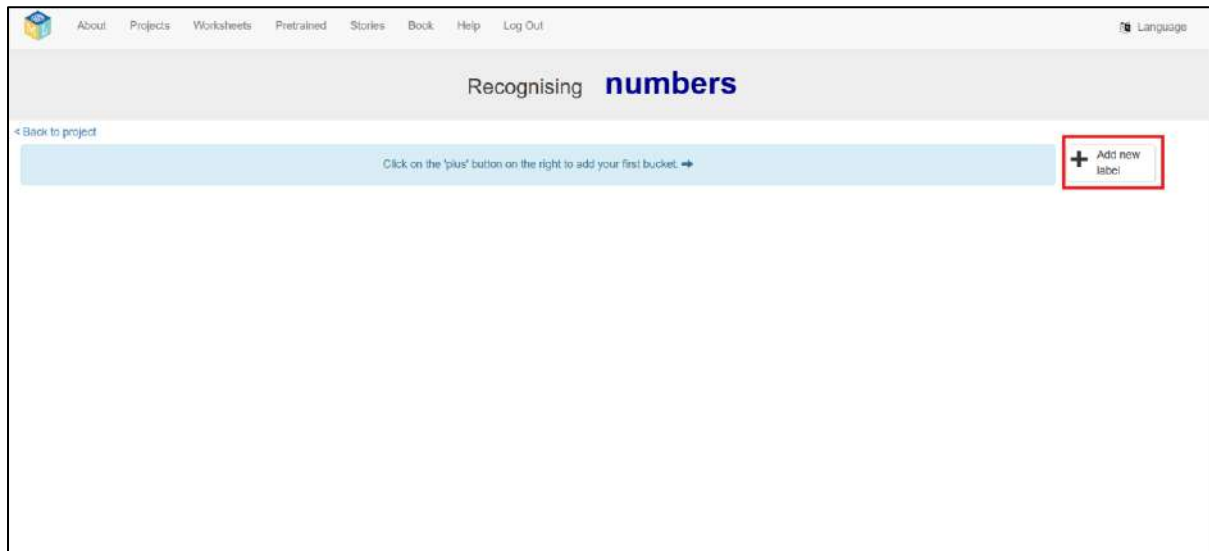 About Projects Worksheets Pretrained Stories Book Help Log Out Language
Recognising numbers
< Back to project
Click on the 'plus' button on the right to add your first bucket. ➔
+ Add new
label